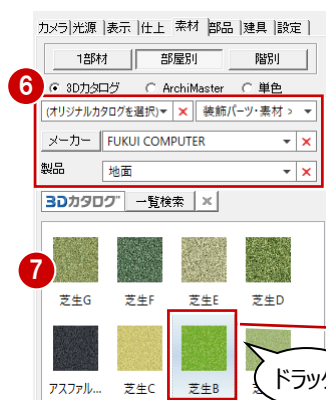 カメラ 光源 表示 仕上 素材 部品 建具 設定
1部材 部屋別 階別
6
3Dカタログ ArchiMaster 単色
(オリジナルカタログを選択) 装飾パーツ・素材 >
メーカー FUKUI COMPUTER
製品 地面
3Dカタログ 一覧検索
7
芝生G 芝生F 芝生E 芝生D
アスファル... 芝生C 芝生B
ドラッグ